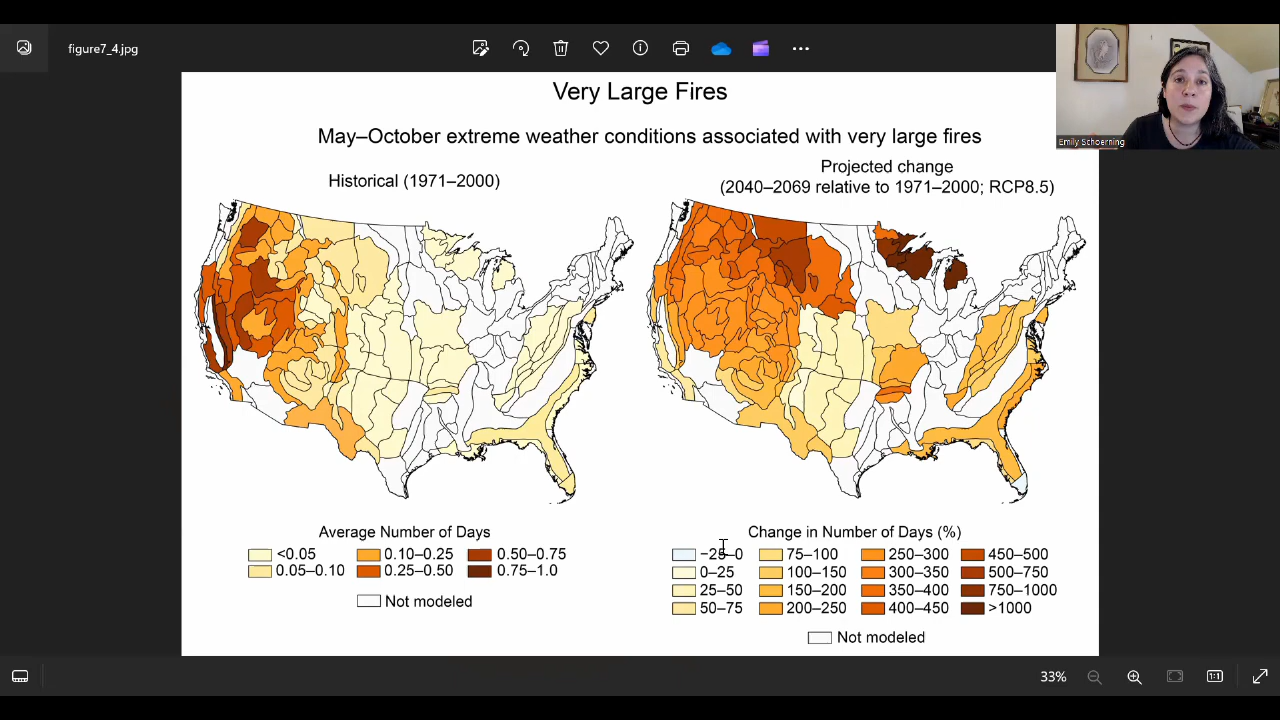 figure7_4.jpg
Emily Schoerning
Very Large Fires
May–October extreme weather conditions associated with very large fires
Historical (1971–2000)
Projected change
(2040–2069 relative to 1971–2000; RCP8.5)
Average Number of Days
<0.05 0.10–0.25 0.50–0.75
0.05–0.10 0.25–0.50 0.75–1.0
Not modeled
Change in Number of Days (%)
−25–0 75–100 250–300 450–500
0–25 100–150 300–350 500–750
25–50 150–200 350–400 750–1000
50–75 200–250 400–450 >1000
Not modeled
33%
1:1